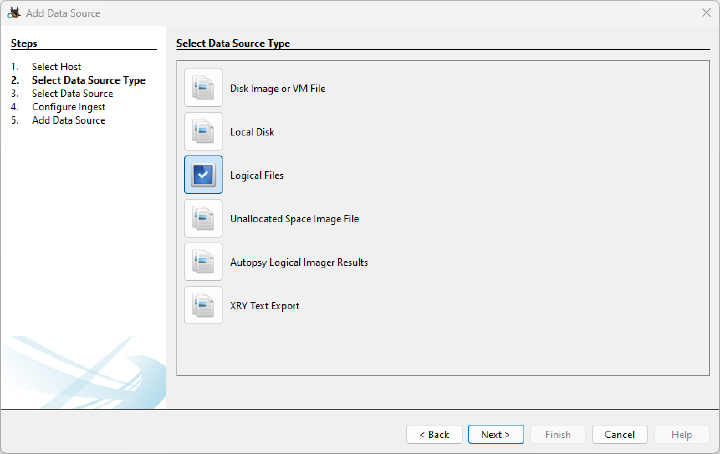 Add Data Source
Steps
1. Select Host
2. Select Data Source Type
3. Select Data Source
4. Configure Ingest
5. Add Data Source
Select Data Source Type
Disk Image or VM File
Local Disk
Logical Files
Unallocated Space Image File
Autopsy Logical Imager Results
XRY Text Export
< Back
Next >
Finish
Cancel
Help